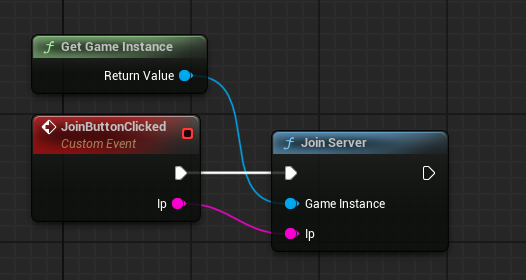 Get Game Instance
Return Value
JoinButtonClicked
Custom Event
Ip
Join Server
Game Instance
Ip